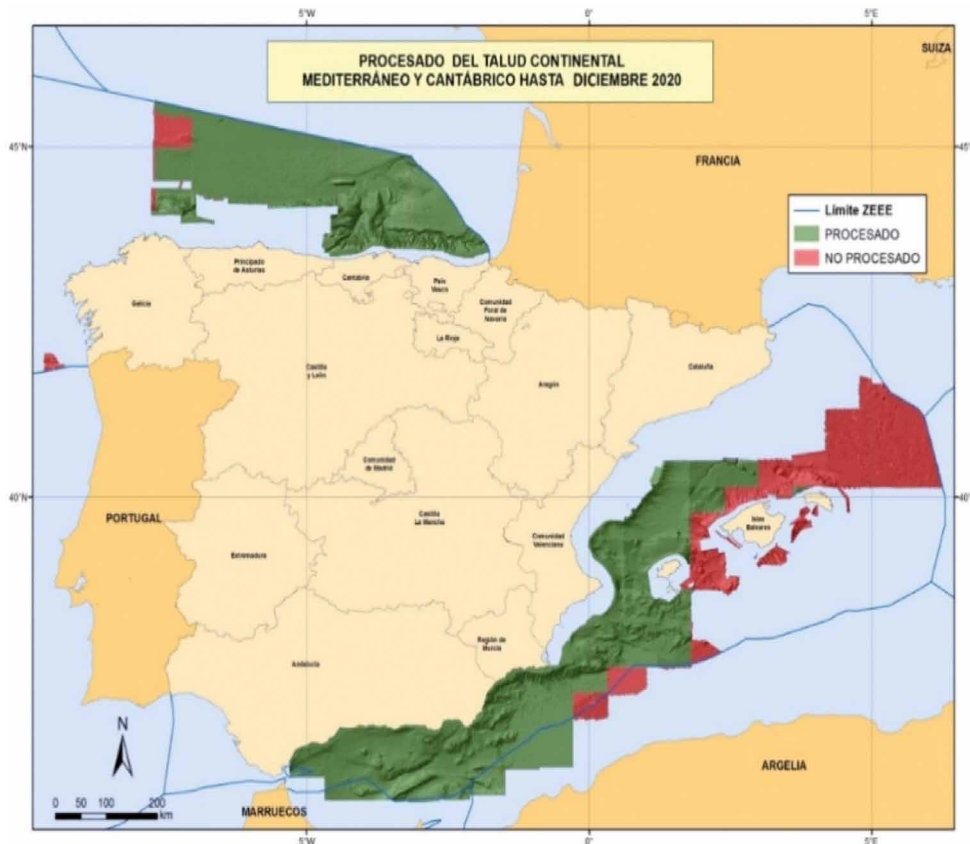 5°W
0°
5°E
SUIZA
PROCESADO DEL TALUD CONTINENTAL
MEDITERRÁNEO Y CANTÁBRICO HASTA DICIEMBRE 2020
45°N
45°
FRANCIA
Límite ZEEE
PROCESADO
NO PROCESADO
Principado
de Asturias
Cantabria
País
Vasco
Galicia
Comunidad
Foral de
Navarra
La Rioja
Castilla
y León
Aragón
Cataluña
Comunidad
de Madrid
40°N
40°
PORTUGAL
Castilla
La Mancha
Islas
Baleares
Comunidad
Valenciana
Extremadura
Región de
Murcia
Andalucía
N
ARGELIA
0 50 100 200
km
MARRUECOS
5°W
0°
5°E